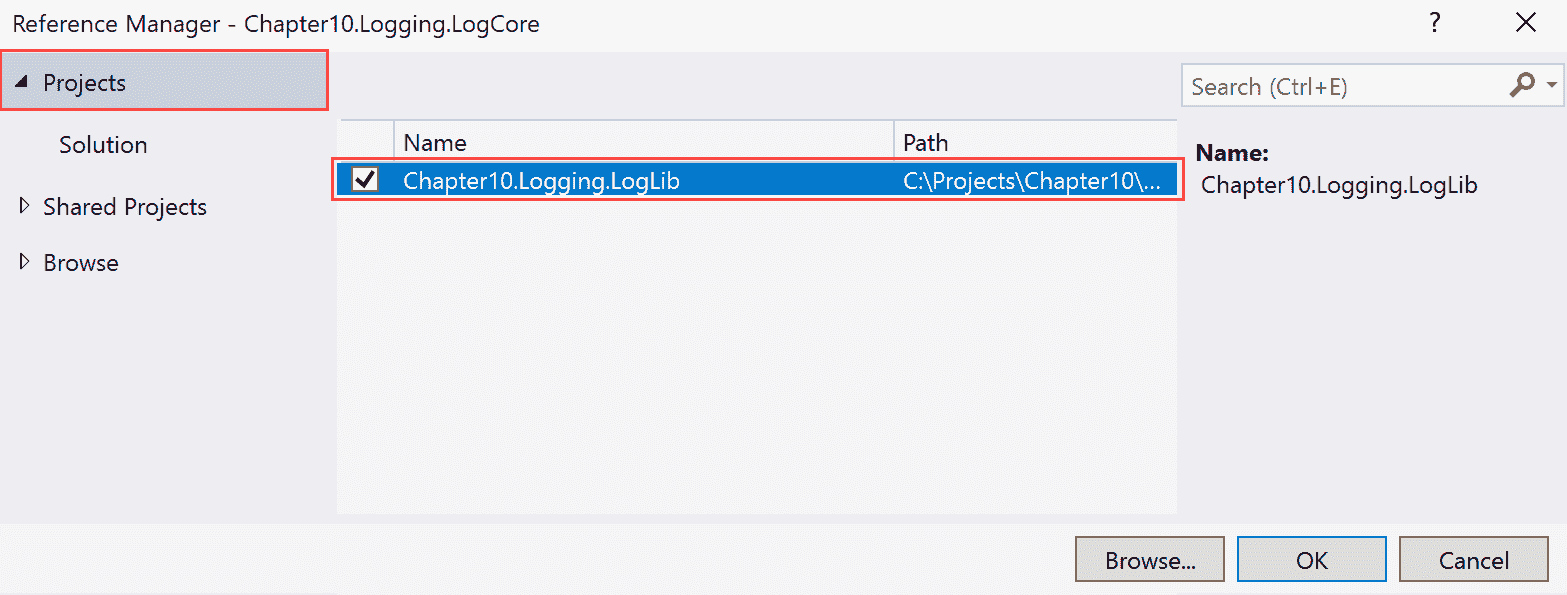 Reference Manager - Chapter10.Logging.LogCore
?
Projects
Solution
Shared Projects
Browse
Search (Ctrl+E)
Name Path
Chapter10.Logging.LogLib C:\Projects\Chapter10\...
Name:
Chapter10.Logging.LogLib
Browse... OK Cancel